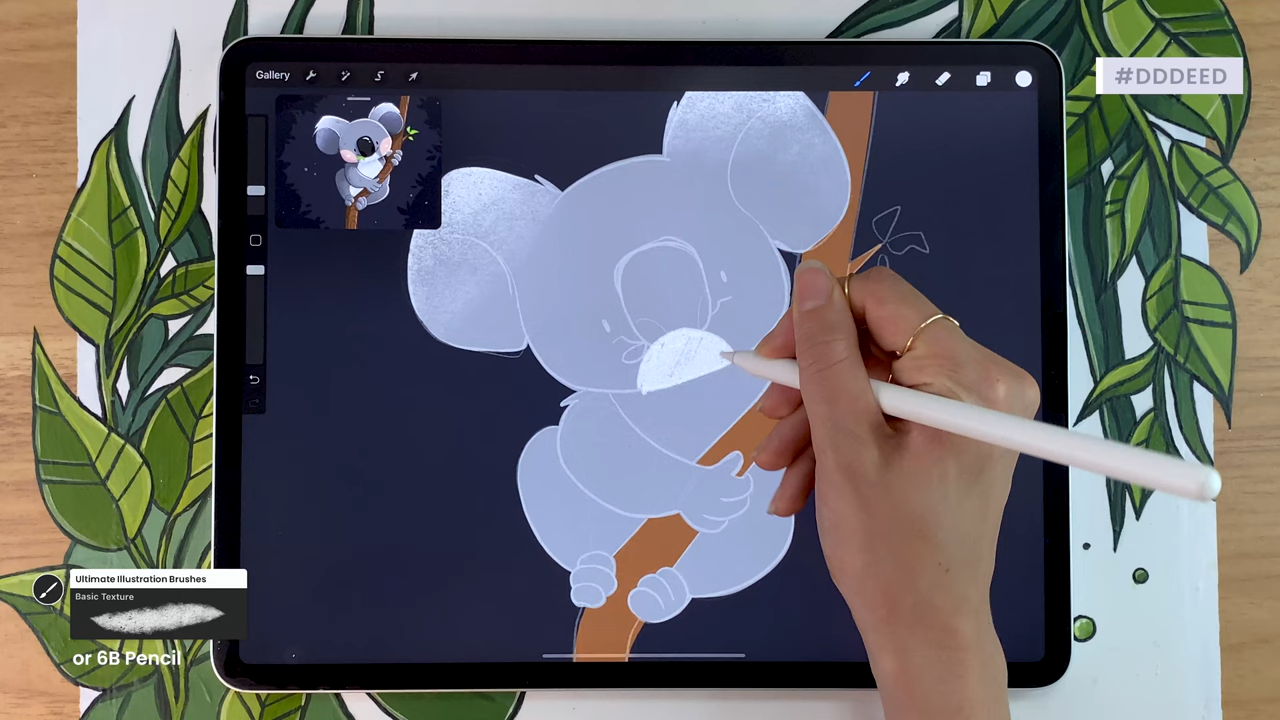 #DDDEED
Gallery
Ultimate Illustration Brushes
Basic Texture
or 6B Pencil